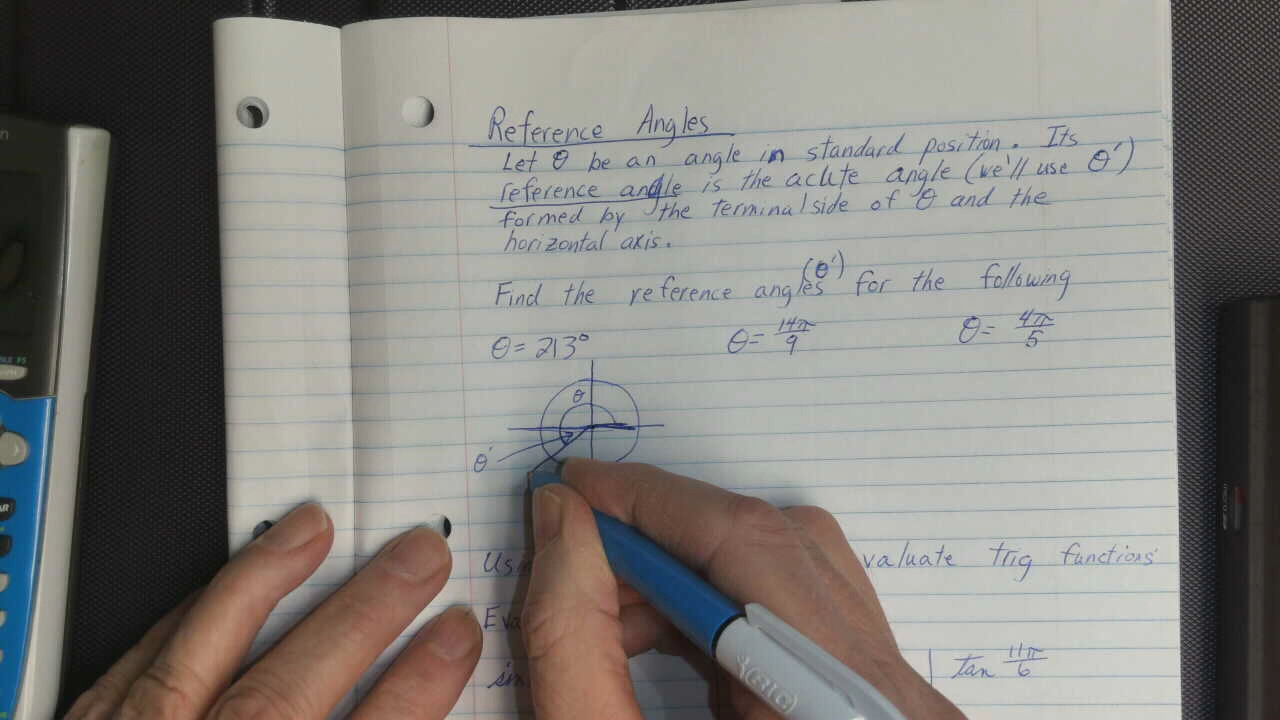 Reference Angles
Let θ be an angle in standard position. Its
reference angle is the acute angle (we'll use θ')
formed by the terminal side of θ and the
horizontal axis.
(θ')
Find the reference angles for the following
θ = 213° θ = 14π/9 θ = 4π/5
θ
θ'
valuate trig functions
sin tan 11π/6
BIC